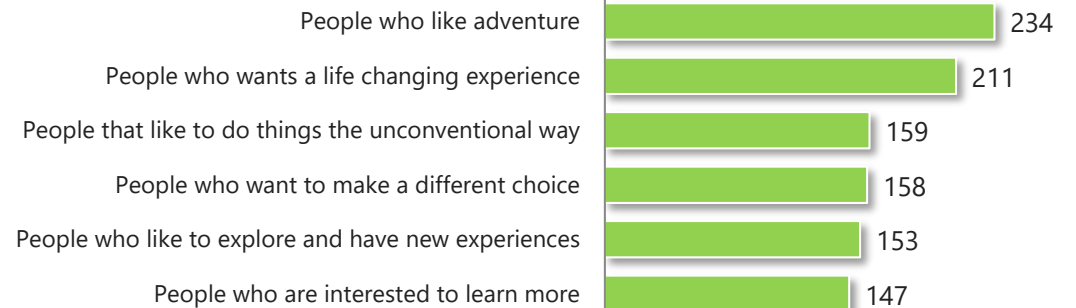 People who like adventure 234
People who wants a life changing experience 211
People that like to do things the unconventional way 159
People who want to make a different choice 158
People who like to explore and have new experiences 153
People who are interested to learn more 147